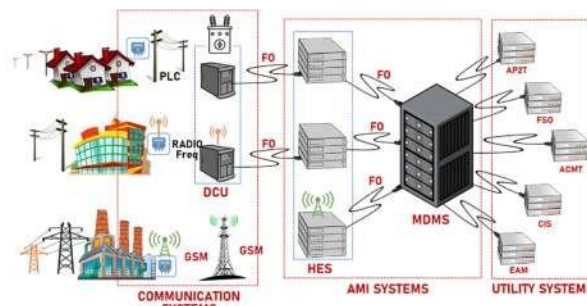 PLC
FO
FO
AP2T
FSO
RADIO
Freq
FO
FO
ACMT
DCU
MDMS
FO
GSM
GSM
HES
CIS
EAM
COMMUNICATION
SYSTEMS
AMI SYSTEMS
UTILITY SYSTEM